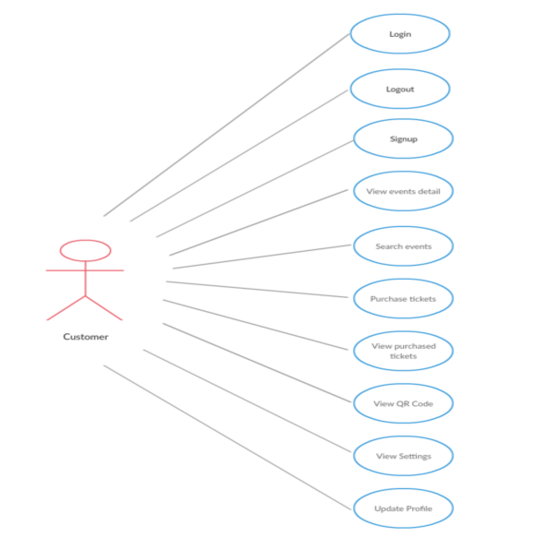 Login
Logout
Signup
View events detail
Search events
Purchase tickets
View purchased
tickets
View QR Code
View Settings
Update Profile
Customer